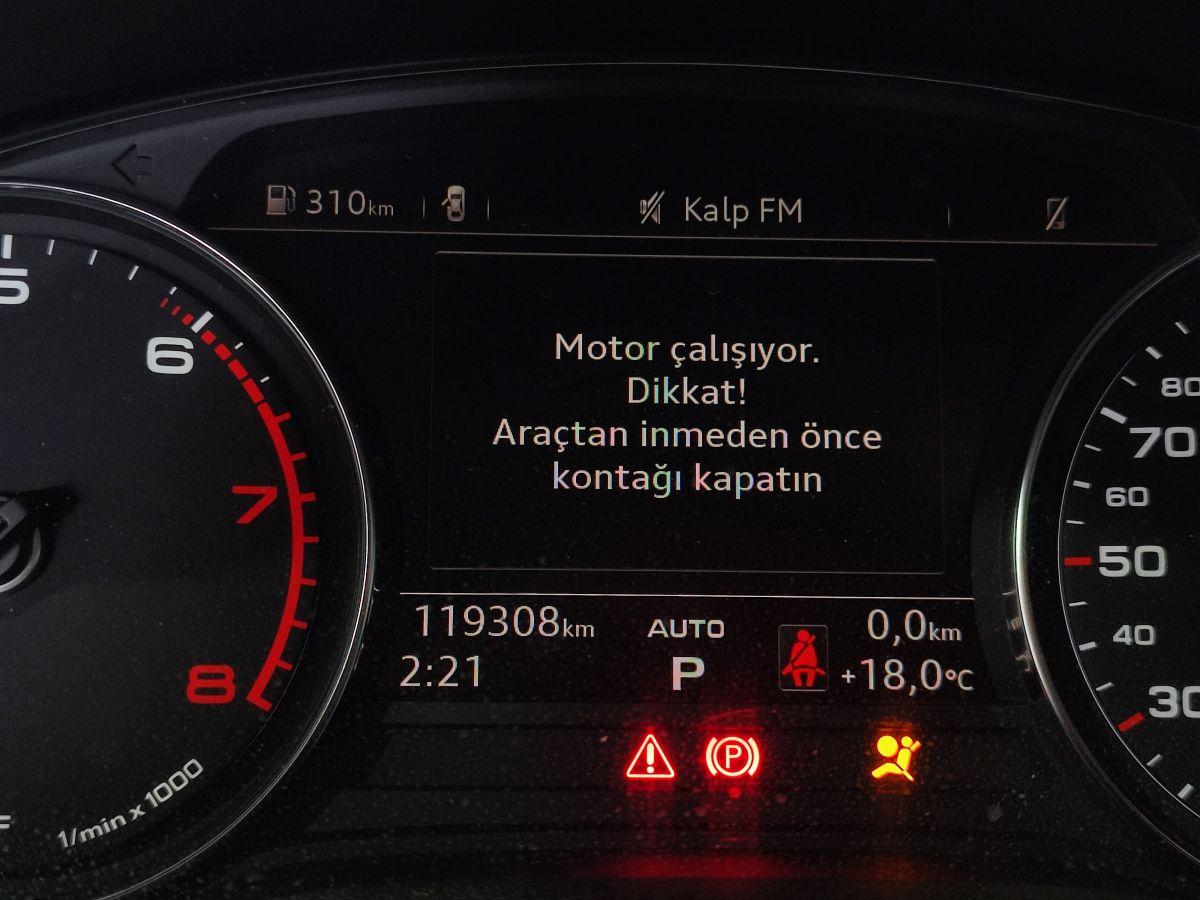 310km
Kalp FM
Motor çalışıyor.
Dikkat!
Araçtan inmeden önce
kontağı kapatın
119308km
AUTO
0,0km
2:21
P
+18,0°C
P
5
6
7
8
1/min x 1000
80
70
60
50
40
30